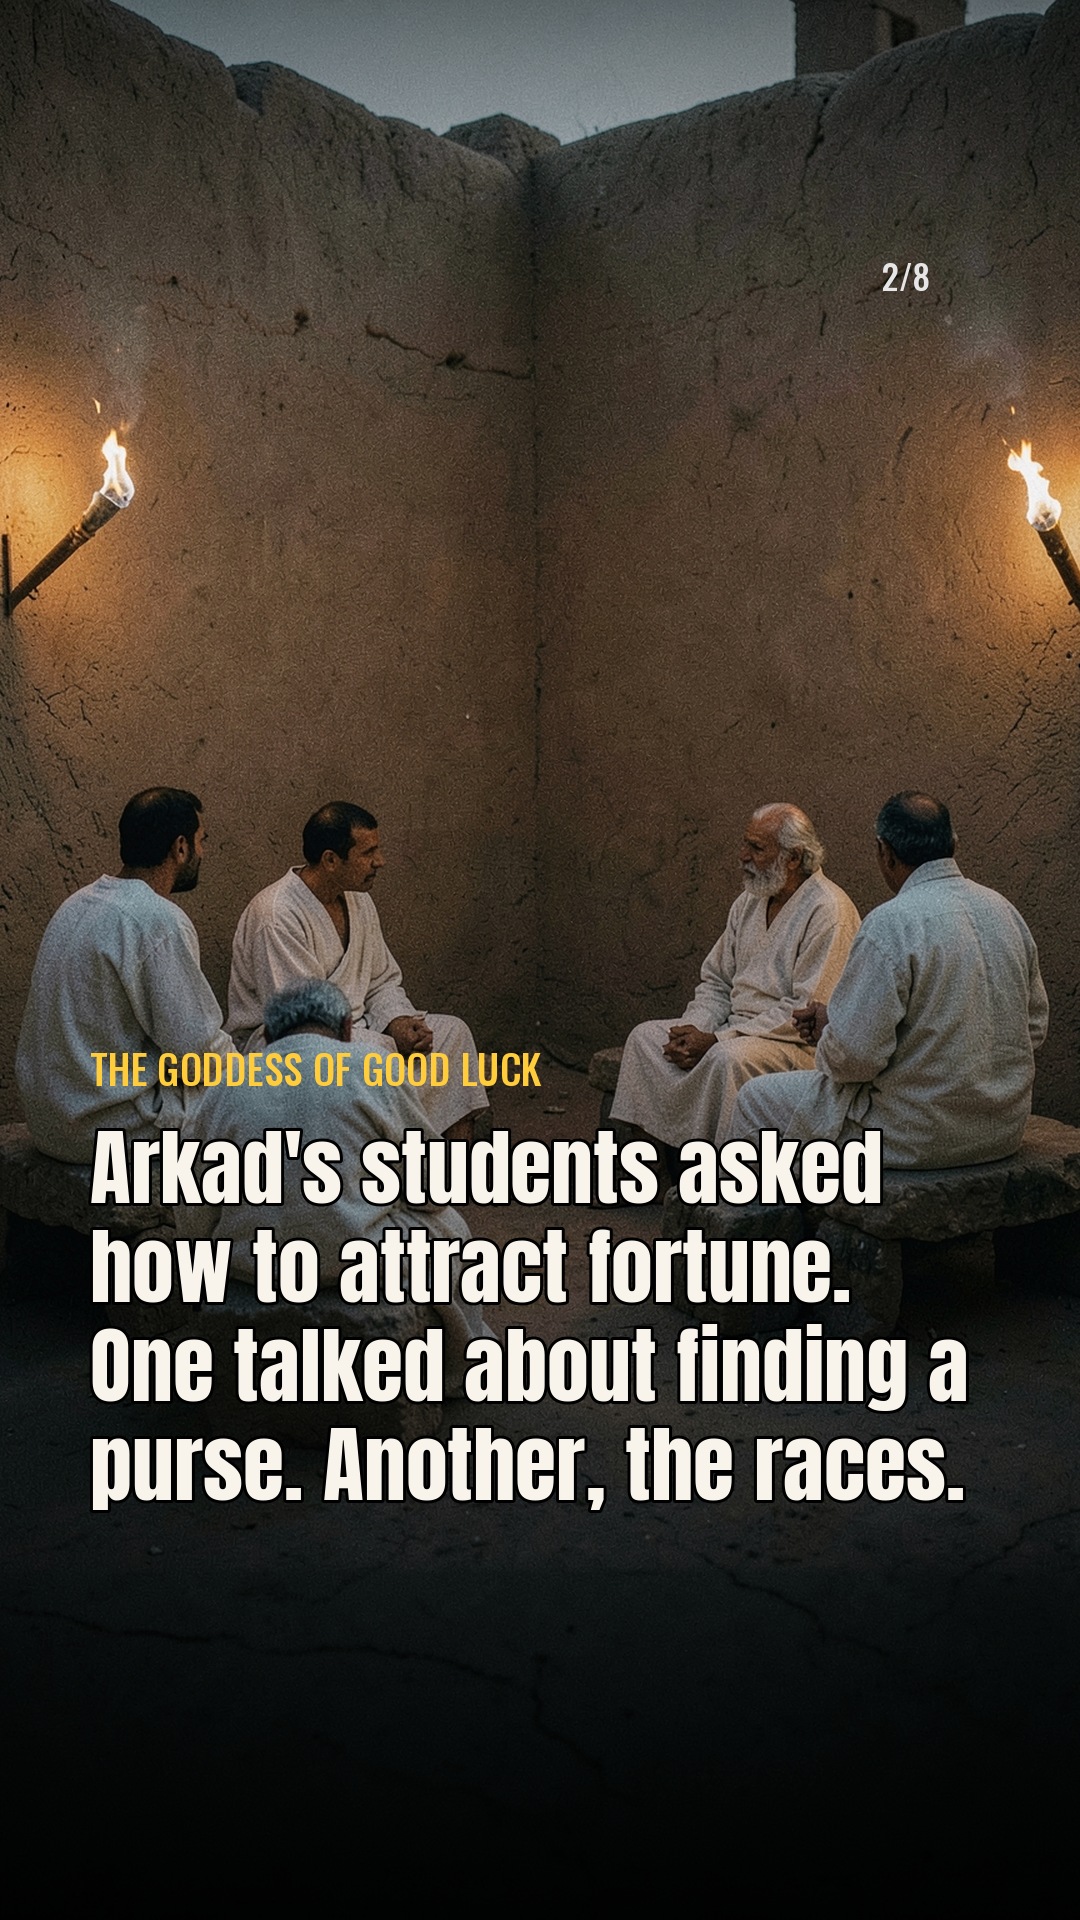 2/8
THE GODDESS OF GOOD LUCK
Arkad's students asked
how to attract fortune.
One talked about finding a
purse. Another, the races.